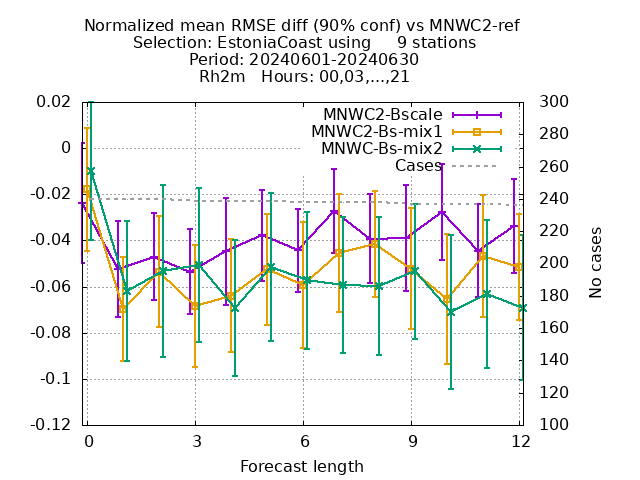 Normalized mean RMSE diff (90% conf) vs MNWC2-ref
Selection: EstoniaCoast using 9 stations
Period: 20240601-20240630
Rh2m Hours: 00,03,...,21
0.02 300
MNWC2-Bscale
280
MNWC2-Bs-mix1
0 MNWC-Bs-mix2
260
Cases
-0.02 240
220
-0.04
200
-0.06 180
160
-0.08
140
-0.1
120
-0.12 100
No cases
0 3 6 9 12
Forecast length